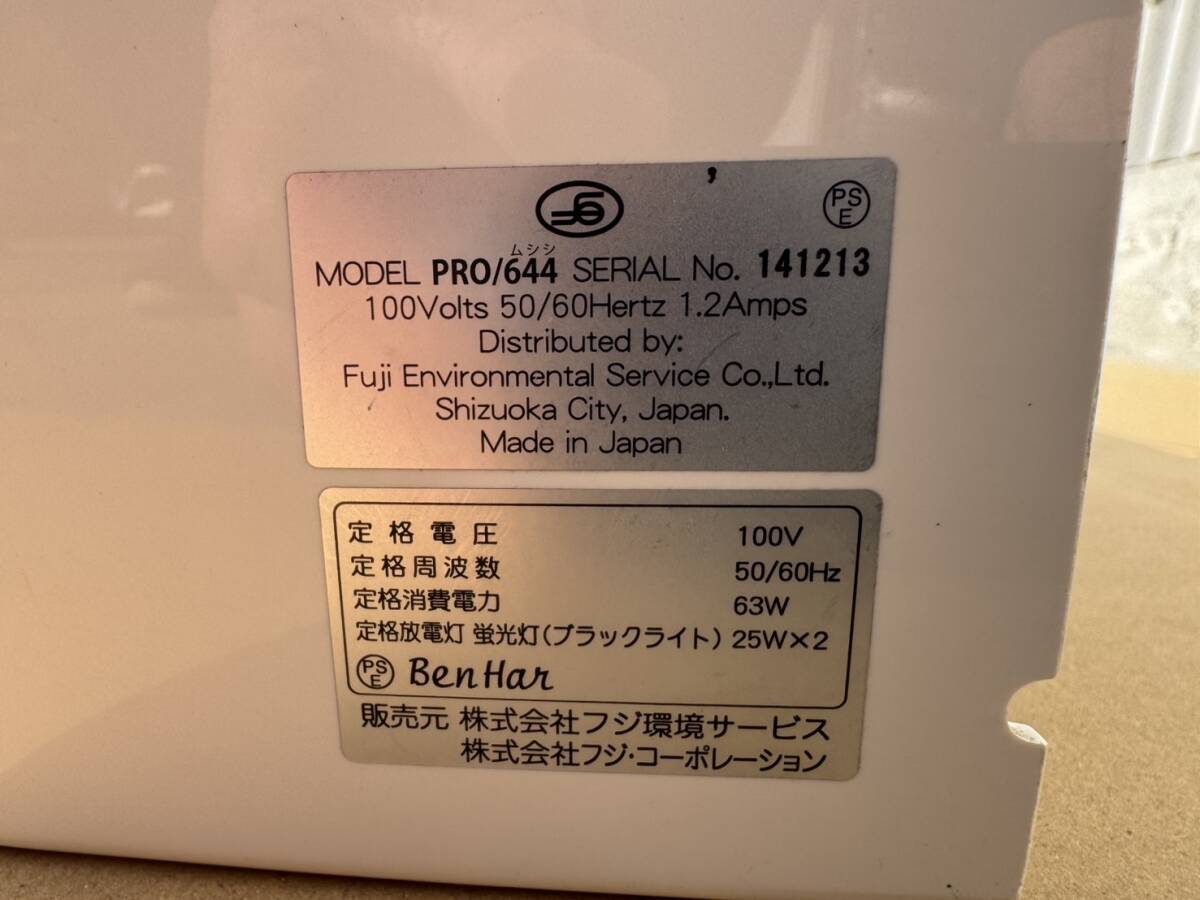 PS
E
ムシシ
MODEL PRO/644 SERIAL No. 141213
100Volts 50/60Hertz 1.2Amps
Distributed by:
Fuji Environmental Service Co.,Ltd.
Shizuoka City, Japan.
Made in Japan
定格電圧 100V
定格周波数 50/60Hz
定格消費電力 63W
定格放電灯 蛍光灯(ブラックライト) 25W×2
PS
E
BenHar
販売元 株式会社フジ環境サービス
株式会社フジ・コーポレーション